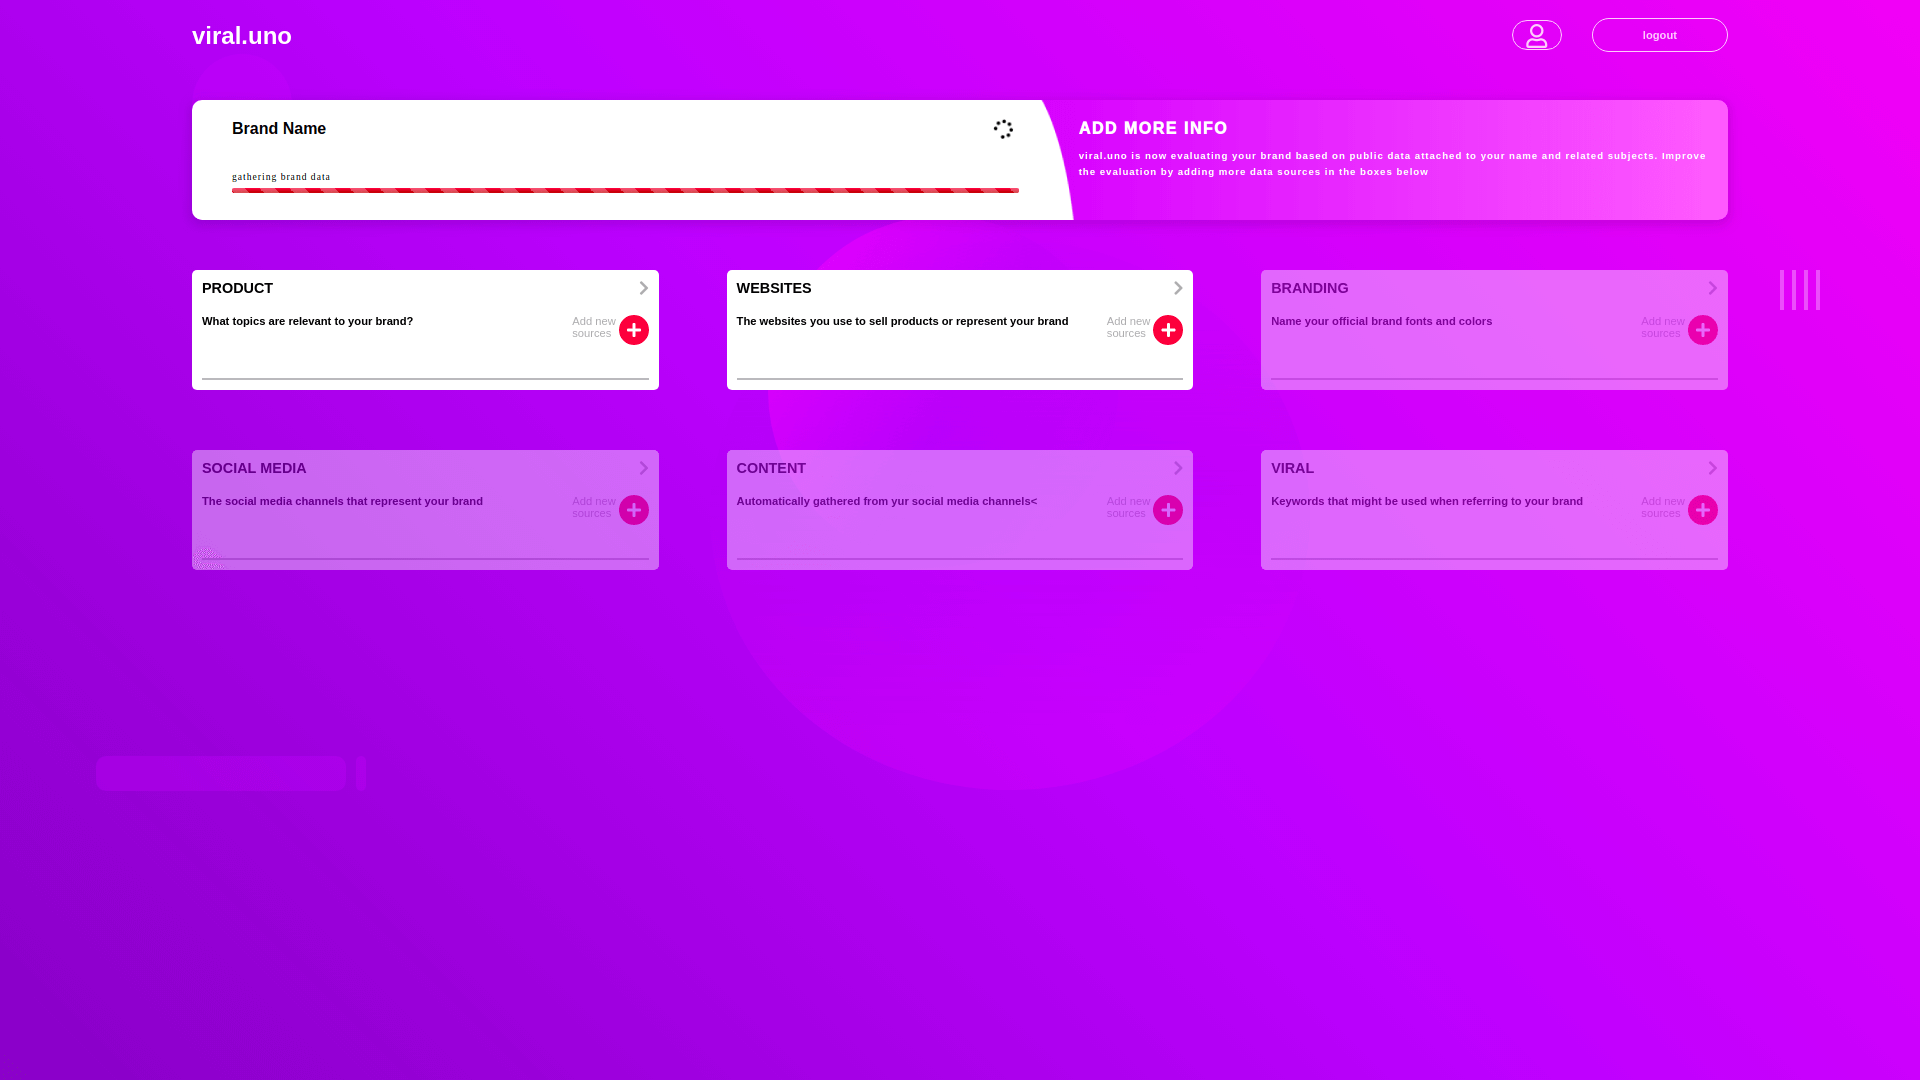 viral.uno
logout
Brand Name
gathering brand data
ADD MORE INFO
viral.uno is now evaluating your brand based on public data attached to your name and related subjects. Improve
the evaluation by adding more data sources in the boxes below
PRODUCT
What topics are relevant to your brand?
Add new
sources
WEBSITES
The websites you use to sell products or represent your brand
Add new
sources
BRANDING
Name your official brand fonts and colors
Add new
sources
SOCIAL MEDIA
The social media channels that represent your brand
Add new
sources
CONTENT
Automatically gathered from yur social media channels<
Add new
sources
VIRAL
Keywords that might be used when referring to your brand
Add new
sources